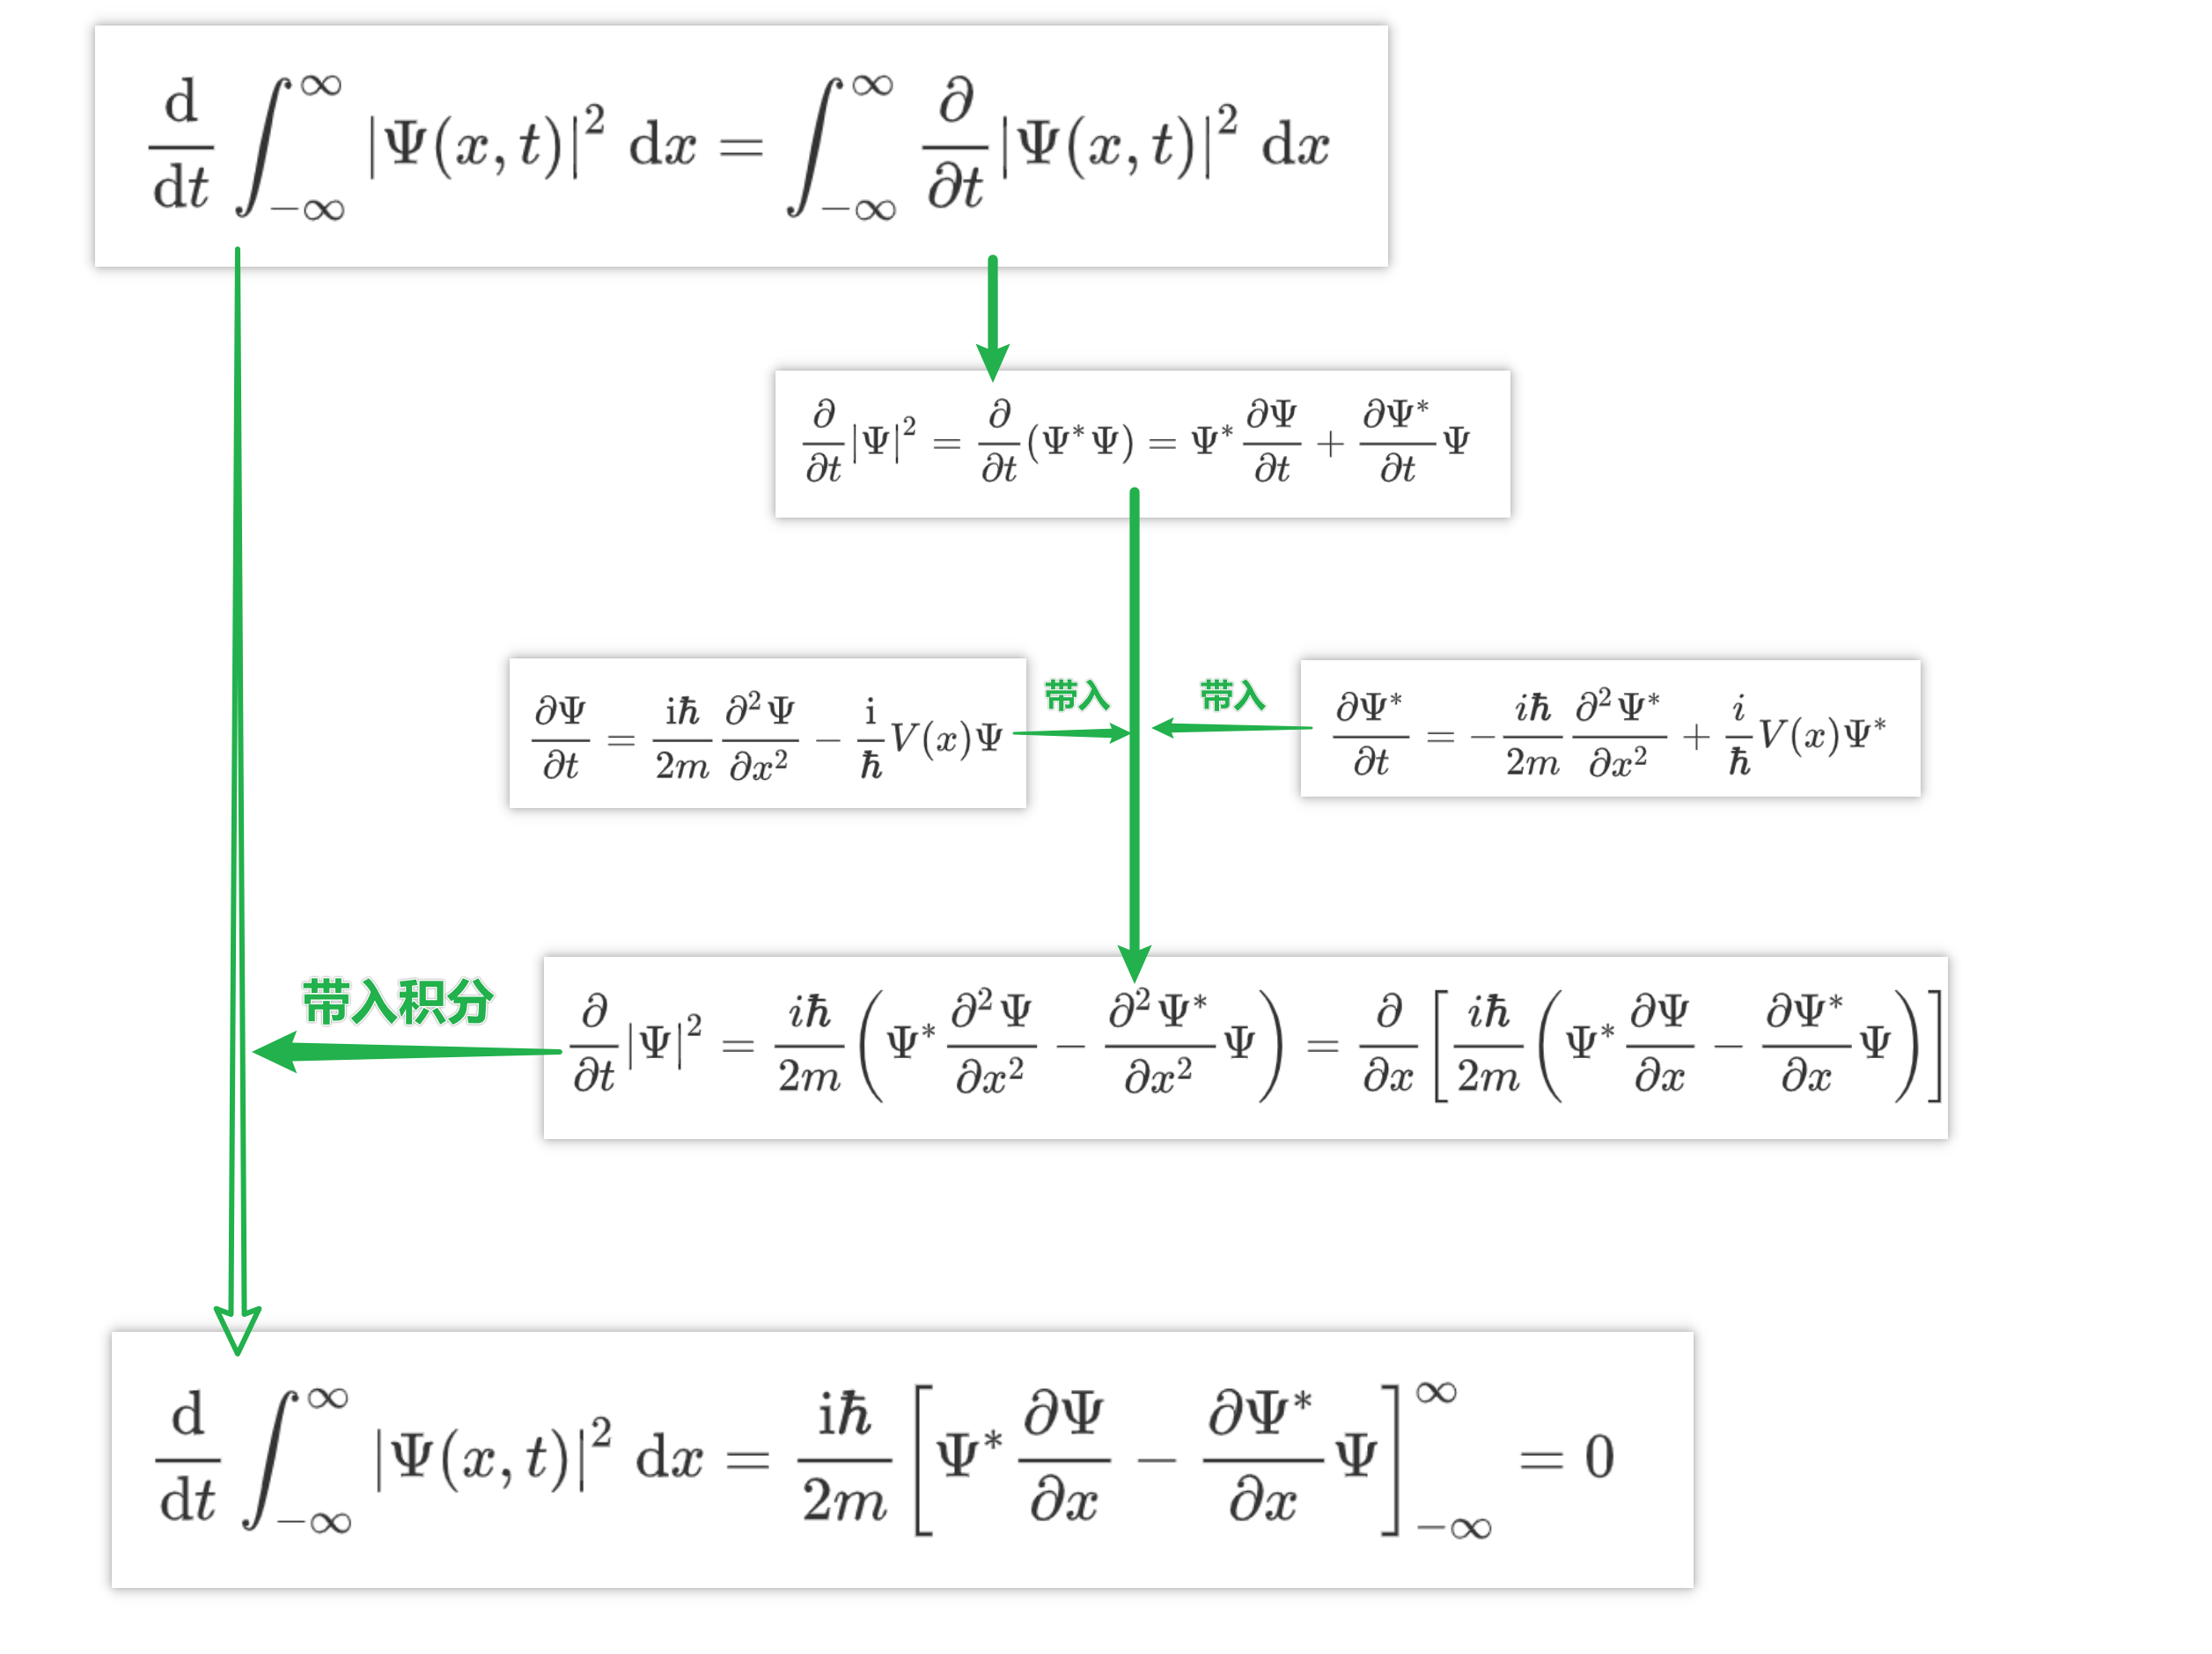 $\frac{\mathrm{d}}{\mathrm{d}t}\int_{-\infty}^{\infty}|\Psi(x,t)|^2\ \mathrm{d}x=\int_{-\infty}^{\infty}\frac{\partial}{\partial t}|\Psi(x,t)|^2\ \mathrm{d}x$
$\frac{\partial}{\partial t}|\Psi|^2=\frac{\partial}{\partial t}(\Psi^*\Psi)=\Psi^*\frac{\partial\Psi}{\partial t}+\frac{\partial\Psi^*}{\partial t}\Psi$
$\frac{\partial\Psi}{\partial t}=\frac{\mathrm{i}\hbar}{2m}\frac{\partial^2\Psi}{\partial x^2}-\frac{\mathrm{i}}{\hbar}V(x)\Psi$
带入
带入
$\frac{\partial\Psi^*}{\partial t}=-\frac{i\hbar}{2m}\frac{\partial^2\Psi^*}{\partial x^2}+\frac{i}{\hbar}V(x)\Psi^*$
带入积分
$\frac{\partial}{\partial t}|\Psi|^2=\frac{i\hbar}{2m}\left(\Psi^*\frac{\partial^2\Psi}{\partial x^2}-\frac{\partial^2\Psi^*}{\partial x^2}\Psi\right)=\frac{\partial}{\partial x}\left[\frac{i\hbar}{2m}\left(\Psi^*\frac{\partial\Psi}{\partial x}-\frac{\partial\Psi^*}{\partial x}\Psi\right)\right]$
$\frac{\mathrm{d}}{\mathrm{d}t}\int_{-\infty}^{\infty}|\Psi(x,t)|^2\ \mathrm{d}x=\frac{\mathrm{i}\hbar}{2m}\left[\Psi^*\frac{\partial\Psi}{\partial x}-\frac{\partial\Psi^*}{\partial x}\Psi\right]_{-\infty}^{\infty}=0$